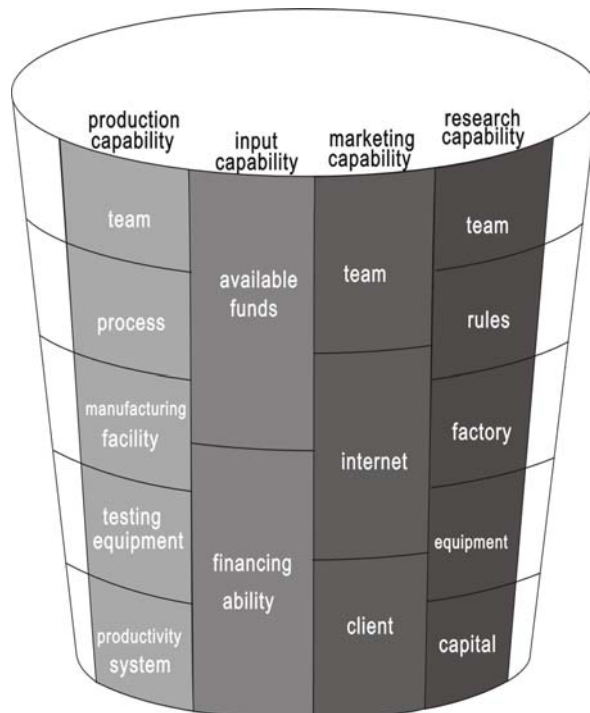 production
capability
input
capability
marketing
capability
research
capability
team
process
manufacturing
facility
testing
equipment
productivity
system
available
funds
financing
ability
team
internet
client
team
rules
factory
equipment
capital